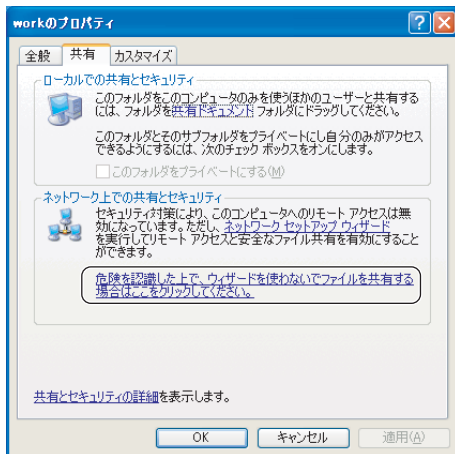 workのプロパティ
全般
共有
カスタマイズ
ローカルでの共有とセキュリティ
このフォルダをこのコンピュータのみを使うほかのユーザーと共有する
には、フォルダを共有ドキュメント フォルダにドラッグしてください。
このフォルダとそのサブフォルダをプライベートにし自分のみがアクセス
できるようにするには、次のチェック ボックスをオンにします。
このフォルダをプライベートにする(M)
ネットワーク上での共有とセキュリティ
セキュリティ対策により、このコンピュータへのリモート アクセスは無
効になっています。ただし、ネットワーク セットアップ ウィザード
を実行してリモート アクセスと安全なファイル共有を有効にすること
ができます。
危険を認識した上で、ウィザードを使わないでファイルを共有する
場合はここをクリックしてください。
共有とセキュリティの詳細を表示します。
OK
キャンセル
適用(A)